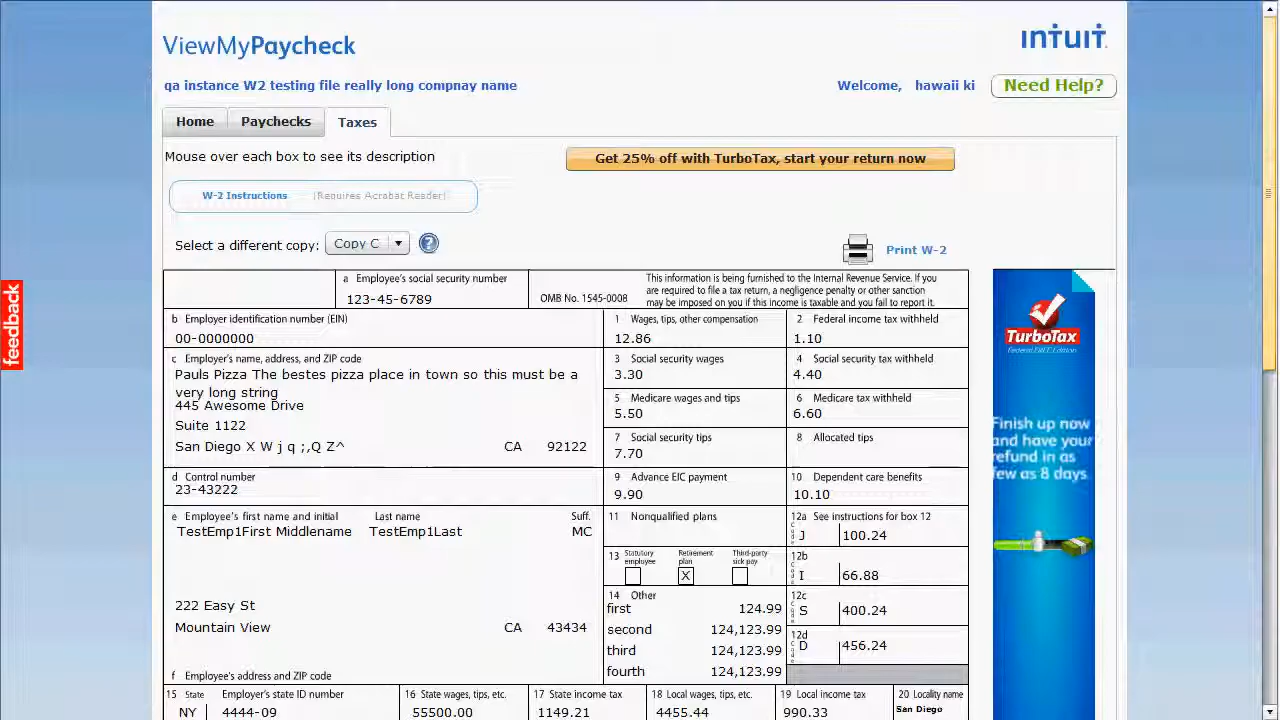 ViewMyPaycheck
intuit.
qa instance W2 testing file really long compnay name
Welcome, hawaii ki
Need Help?
Home
Paychecks
Taxes
Mouse over each box to see its description
Get 25% off with TurboTax, start your return now
W-2 Instructions (Requires Acrobat Reader)
Select a different copy: Copy C ?
Print W-2
feedback
a Employee's social security number
123-45-6789
OMB No. 1545-0008
This information is being furnished to the Internal Revenue Service. If you
are required to file a tax return, a negligence penalty or other sanction
may be imposed on you if this income is taxable and you fail to report it.
b Employer identification number (EIN)
00-0000000
1 Wages, tips, other compensation
12.86
2 Federal income tax withheld
1.10
c Employer's name, address, and ZIP code
Pauls Pizza The bestes pizza place in town so this must be a
very long string
445 Awesome Drive
Suite 1122
San Diego X W j q ;,Q Z^ CA 92122
3 Social security wages
3.30
4 Social security tax withheld
4.40
5 Medicare wages and tips
5.50
6 Medicare tax withheld
6.60
7 Social security tips
7.70
8 Allocated tips
d Control number
23-43222
9 Advance EIC payment
9.90
10 Dependent care benefits
10.10
e Employee's first name and initial Last name Suff.
TestEmp1First Middlename TestEmp1Last MC
222 Easy St
Mountain View CA 43434
f Employee's address and ZIP code
11 Nonqualified plans
12a See instructions for box 12
Code
J 100.24
13 Statutory employee
Retirement plan
Third-party sick pay
X
12b
Code
I 66.88
14 Other
first 124.99
second 124,123.99
third 124,123.99
fourth 124,123.99
12c
Code
S 400.24
12d
Code
D 456.24
15 State Employer's state ID number
NY 4444-09
16 State wages, tips, etc.
55500.00
17 State income tax
1149.21
18 Local wages, tips, etc.
4455.44
19 Local income tax
990.33
20 Locality name
San Diego
TurboTax
Federal FREE Edition
Finish up now
and have your
refund in as
few as 8 days.